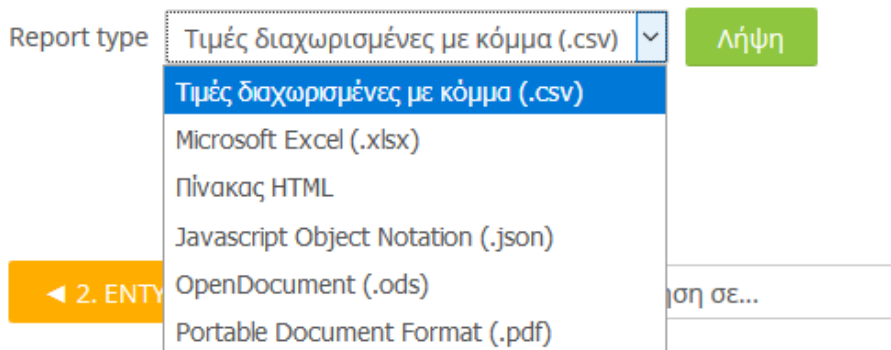 Report type Τιμές διαχωρισμένες με κόμμα (.csv) Λήψη
Τιμές διαχωρισμένες με κόμμα (.csv)
Microsoft Excel (.xlsx)
Πίνακας HTML
Javascript Object Notation (.json)
OpenDocument (.ods)
◄ 2. ΕΝΤΥ ηση σε...
Portable Document Format (.pdf)